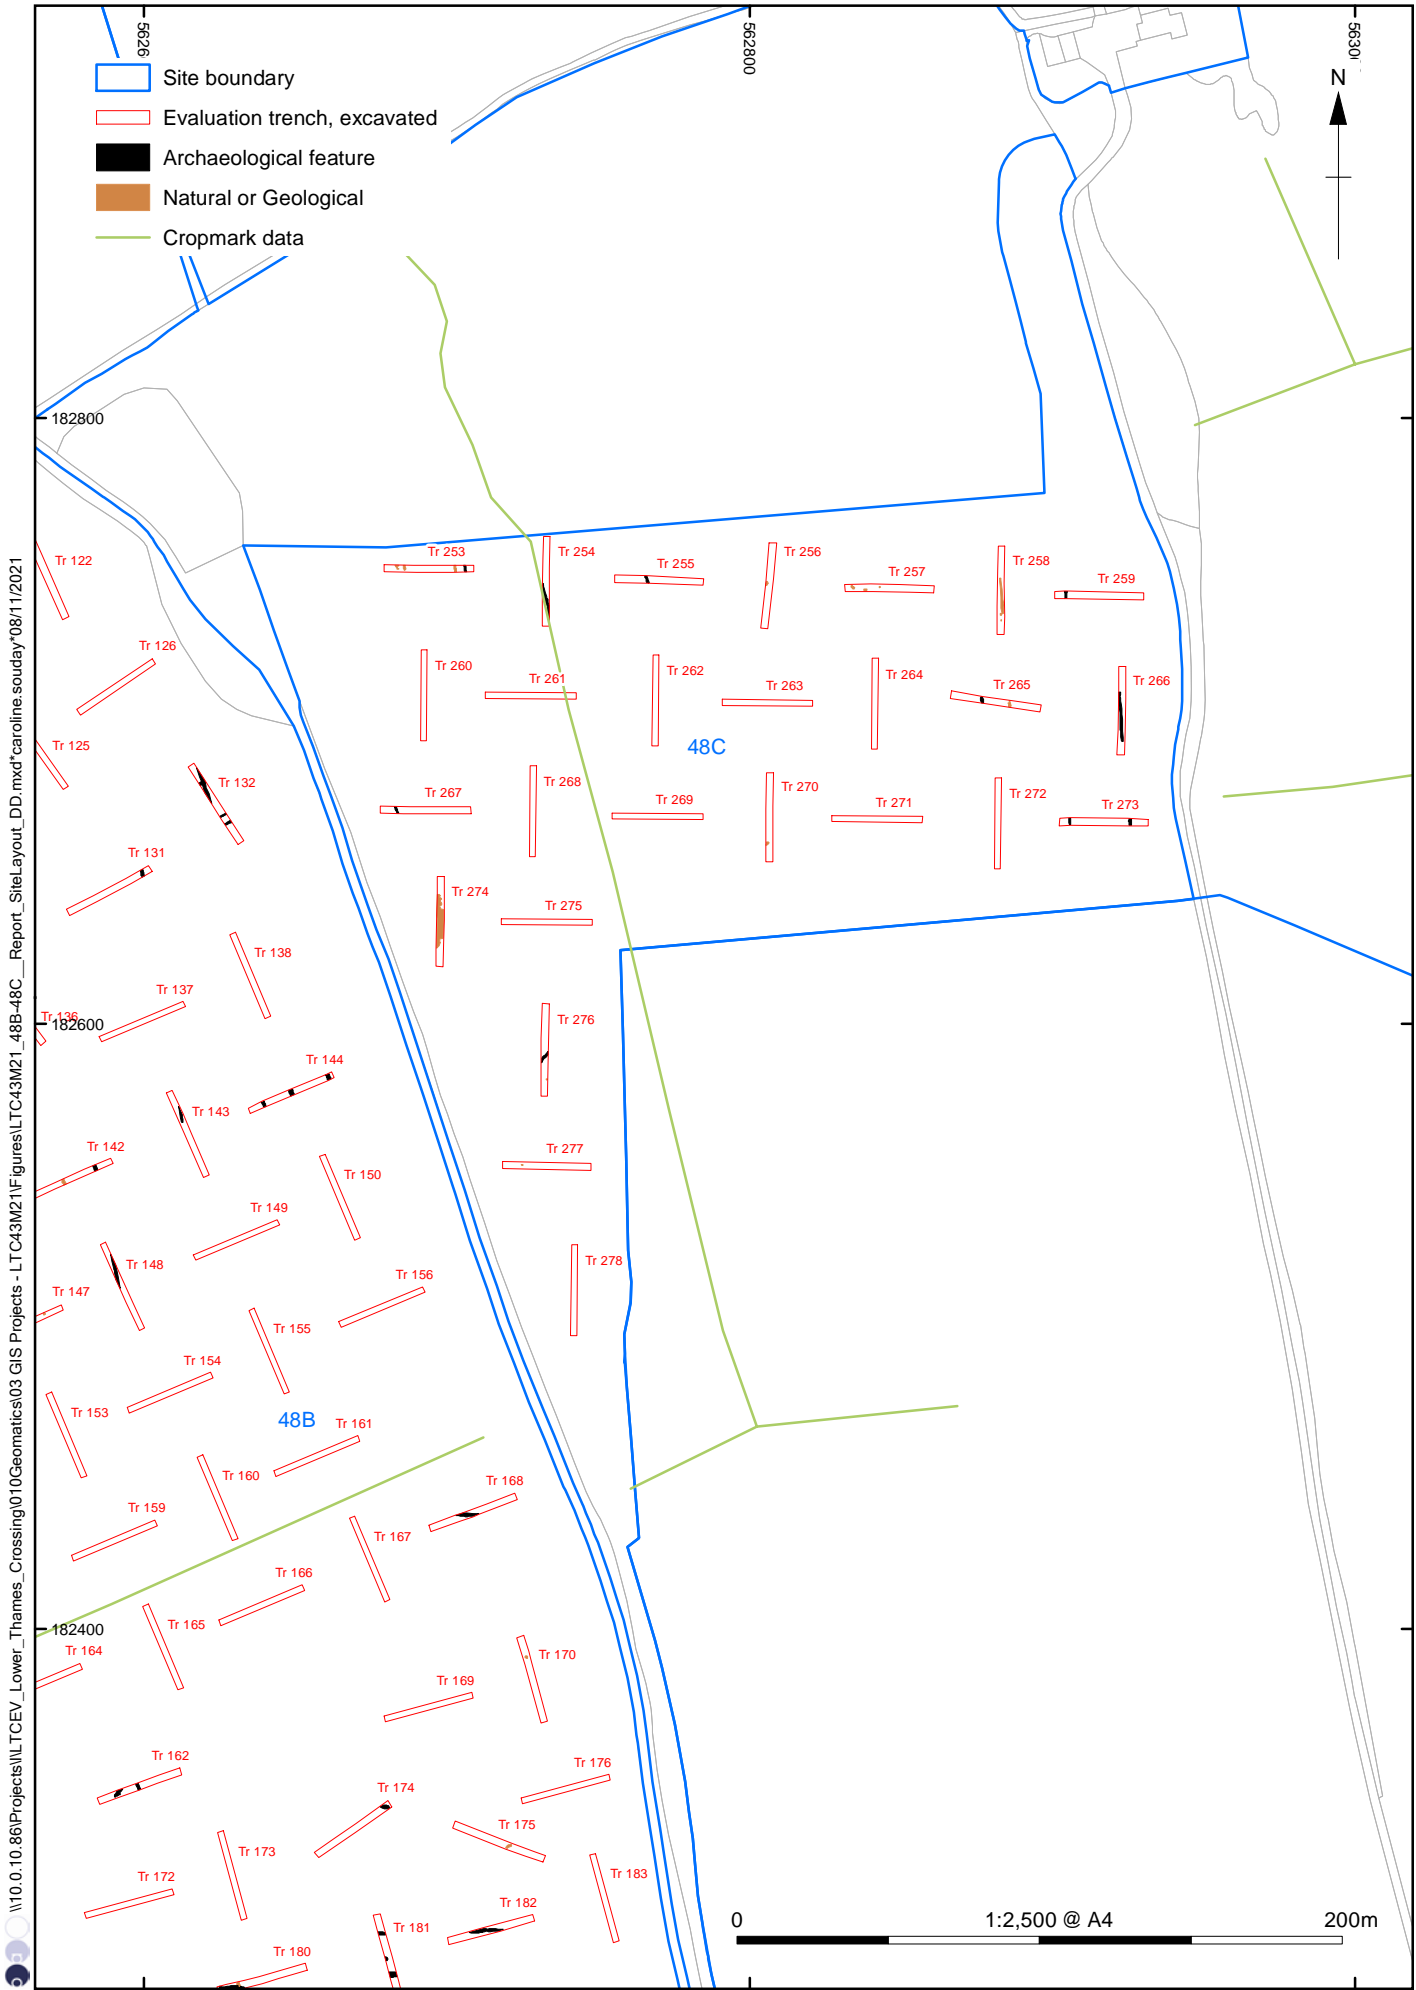 5626
562800
5630
Site boundary
Evaluation trench, excavated
Archaeological feature
Natural or Geological
Cropmark data
N
182800
Tr 122
Tr 253
Tr 254
Tr 255
Tr 256
Tr 257
Tr 258
Tr 259
Tr 126
Tr 260
Tr 261
Tr 262
Tr 263
Tr 264
Tr 265
Tr 266
48C
Tr 125
Tr 132
Tr 267
Tr 268
Tr 269
Tr 270
Tr 271
Tr 272
Tr 273
Tr 131
Tr 274
Tr 275
Tr 138
Tr 137
Tr 136
182600
Tr 276
Tr 144
Tr 143
Tr 142
Tr 277
Tr 150
Tr 149
Tr 148
Tr 278
Tr 147
Tr 156
Tr 155
Tr 154
Tr 153
48B
Tr 161
Tr 160
Tr 168
Tr 159
Tr 167
Tr 166
Tr 165
182400
Tr 164
Tr 170
Tr 169
Tr 162
Tr 176
Tr 174
Tr 175
Tr 173
Tr 172
Tr 183
Tr 182
Tr 181
Tr 180
0 1:2,500 @ A4 200m
\\10.0.10.86\Projects\l\LTCEV_Lower_Thames_Crossing\010Geomatics\03 GIS Projects - LTC43M21\Figures\LTC43M21_48B-48C__Report_SiteLayout_DD.mxd*caroline.souday*08/11/2021